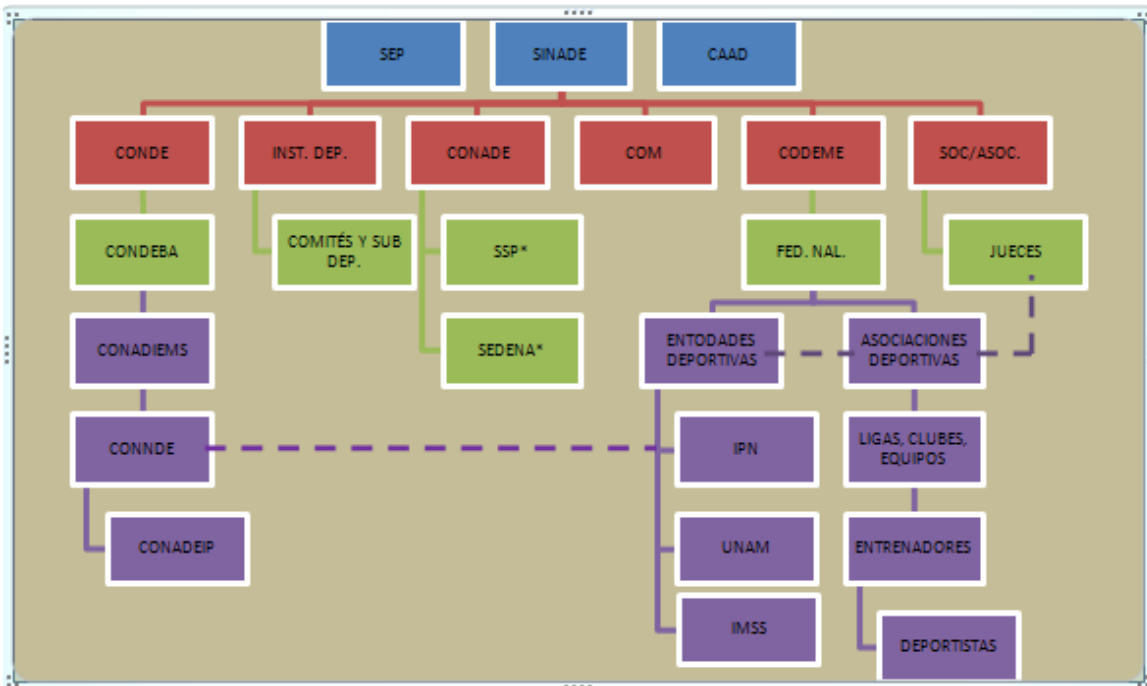 SEP
SINADE
CAAD
CONDE
INST. DEP.
CONADE
COM
CODEME
SOC/ASOC.
CONDEBA
COMITÉS Y SUB
DEP.
SSP*
FED. NAL.
JUECES
CONADIEMS
SEDENA*
ENTODADES
DEPORTIVAS
ASOCIACIONES
DEPORTIVAS
CONNDE
IPN
LIGAS, CLUBES,
EQUIPOS
CONADEIP
UNAM
ENTRENADORES
IMSS
DEPORTISTAS